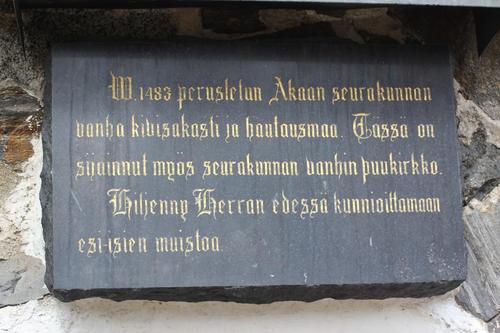 W. 1483 perustetun Akaan seurakunnan
vanha kivisakasti ja hautausmaa. Tässä on
sijainnut myös seurakunnan vanhin puukirkko.
Hiljenny Herran edessä kunnioittamaan
esi-isien muistoa.